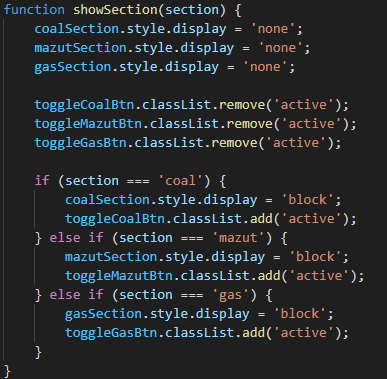 function showSection(section) {
    coalSection.style.display = 'none';
    mazutSection.style.display = 'none';
    gasSection.style.display = 'none';

    toggleCoalBtn.classList.remove('active');
    toggleMazutBtn.classList.remove('active');
    toggleGasBtn.classList.remove('active');

    if (section === 'coal') {
        coalSection.style.display = 'block';
        toggleCoalBtn.classList.add('active');
    } else if (section === 'mazut') {
        mazutSection.style.display = 'block';
        toggleMazutBtn.classList.add('active');
    } else if (section === 'gas') {
        gasSection.style.display = 'block';
        toggleGasBtn.classList.add('active');
    }
}